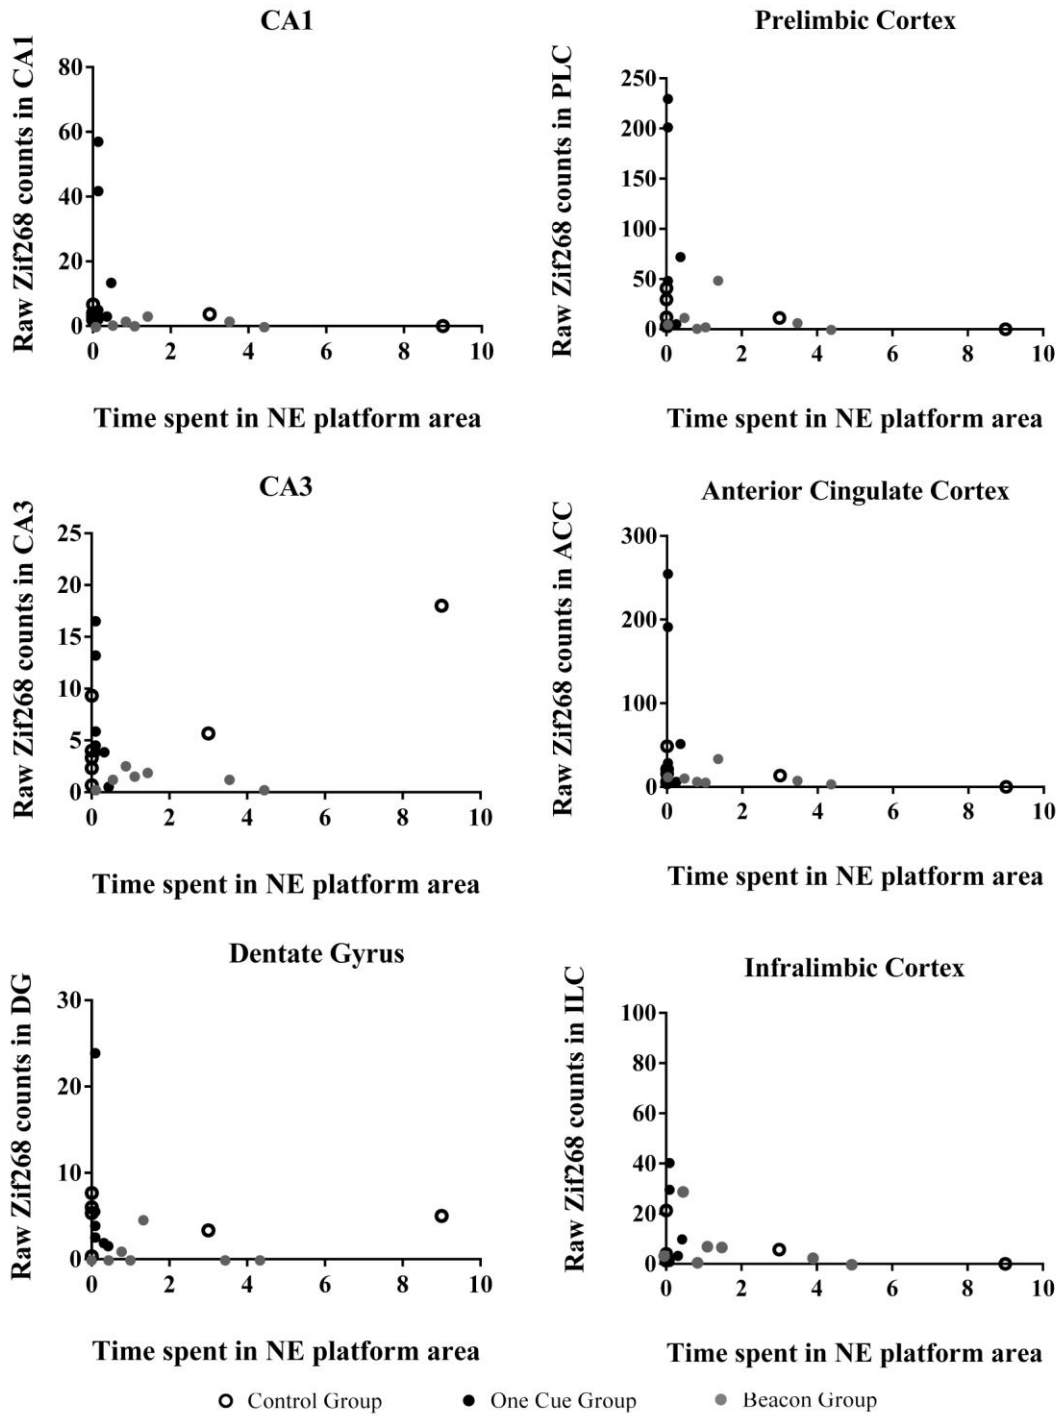 CA1
Raw Zif268 counts in CA1
80
60
40
20
0
0 2 4 6 8 10
Time spent in NE platform area
Prelimbic Cortex
Raw Zif268 counts in PLC
250
200
150
100
50
0
0 2 4 6 8 10
Time spent in NE platform area
CA3
Raw Zif268 counts in CA3
25
20
15
10
5
0
0 2 4 6 8 10
Time spent in NE platform area
Anterior Cingulate Cortex
Raw Zif268 counts in ACC
300
200
100
0
0 2 4 6 8 10
Time spent in NE platform area
Dentate Gyrus
Raw Zif268 counts in DG
30
20
10
0
0 2 4 6 8 10
Time spent in NE platform area
Infralimbic Cortex
Raw Zif268 counts in ILC
100
80
60
40
20
0
0 2 4 6 8 10
Time spent in NE platform area
Control Group One Cue Group Beacon Group